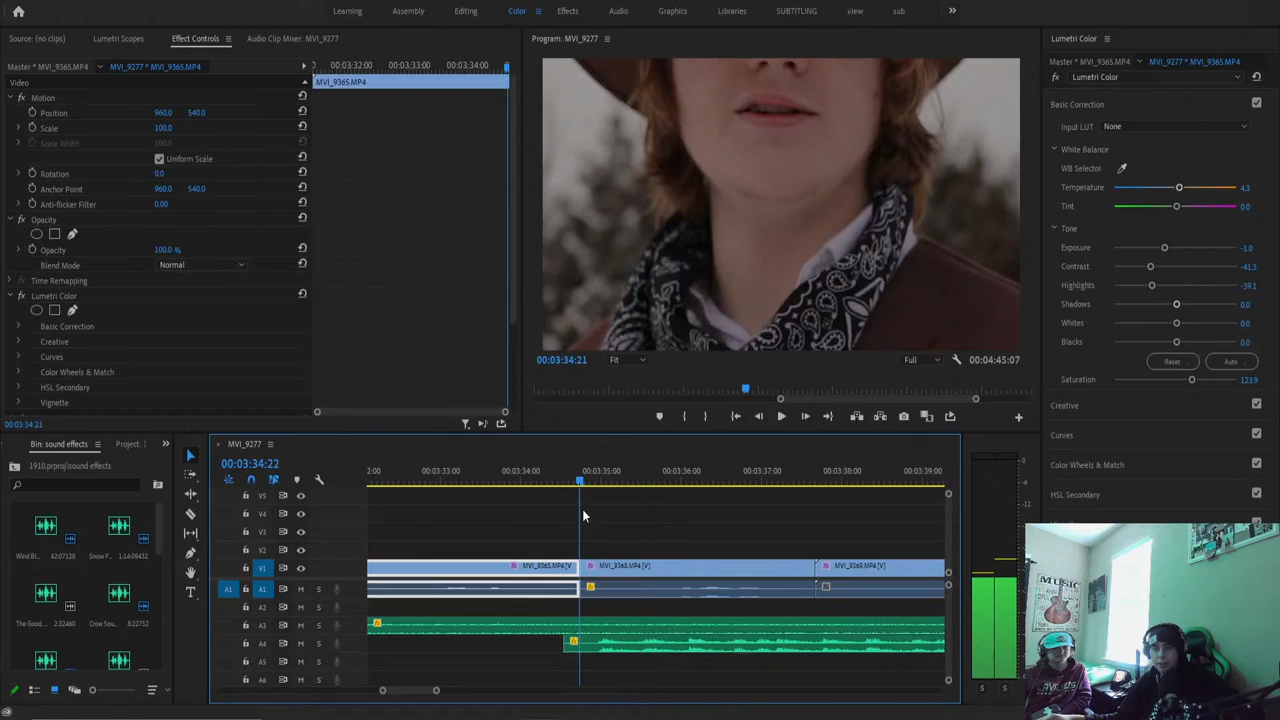 Learning Assembly Editing Color Effects Audio Graphics Libraries SUBTITLING view sub
Source: (no clips) Lumetri Scopes Effect Controls Audio Clip Mixer: MVI_9277
Master * MVI_9365.MP4 MVI_9277 * MVI_9365.MP4
00:03:32:00 00:03:33:00 00:03:34:00
Video
MVI_9365.MP4
Motion
Position 960.0 540.0
Scale 100.0
Scale Width 100.0
Uniform Scale
Rotation 0.0
Anchor Point 960.0 540.0
Anti-flicker Filter 0.00
Opacity
Opacity 100.0 %
Blend Mode Normal
Time Remapping
Lumetri Color
Basic Correction
Creative
Curves
Color Wheels & Match
HSL Secondary
Vignette
00:03:34:21
Program: MVI_9277
00:03:34:21 Fit Full 00:04:45:07
Lumetri Color
Master * MVI_9365.MP4 MVI_9277 * MVI_9365.MP4
fx Lumetri Color
Basic Correction
Input LUT None
White Balance
WB Selector
Temperature 4.3
Tint 0.0
Tone
Exposure -1.0
Contrast -41.3
Highlights -39.1
Shadows 0.0
Whites 0.0
Blacks 0.0
Reset Auto
Saturation 123.9
Creative
Curves
Color Wheels & Match
HSL Secondary
Bin: sound effects Project:
1910.prproj\sound effects
Wind Bi... 42:07128 Snow F... 1:14:09432
The Good... 2:32460 Crow Sou... 8:22752
MVI_9277
00:03:34:22
2:00 00:03:33:00 00:03:34:00 00:03:35:00 00:03:36:00 00:03:37:00 00:03:38:00 00:03:39:00
V5
V4
V3
V2
V1 MVI_9365.MP4 [V MVI_9368.MP4 [V] MVI_9369.MP4 [V]
A1 A1 M S
A2 M S
A3 M S
A4 M S
A5 M S
A6 M S
0
-6
-12
S S